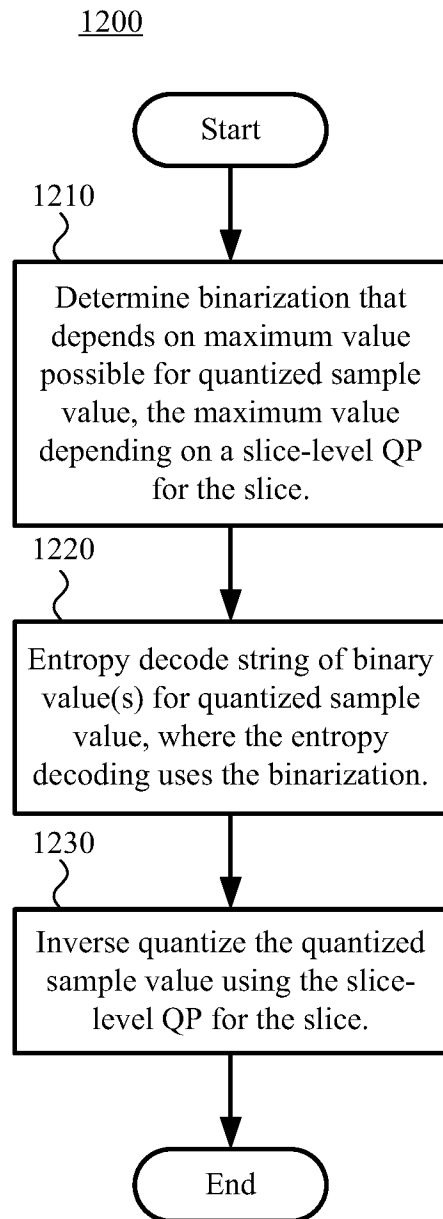 1200
Start
1210
Determine binarization that
depends on maximum value
possible for quantized sample
value, the maximum value
depending on a slice-level QP
for the slice.
1220
Entropy decode string of binary
value(s) for quantized sample
value, where the entropy
decoding uses the binarization.
1230
Inverse quantize the quantized
sample value using the slice-
level QP for the slice.
End